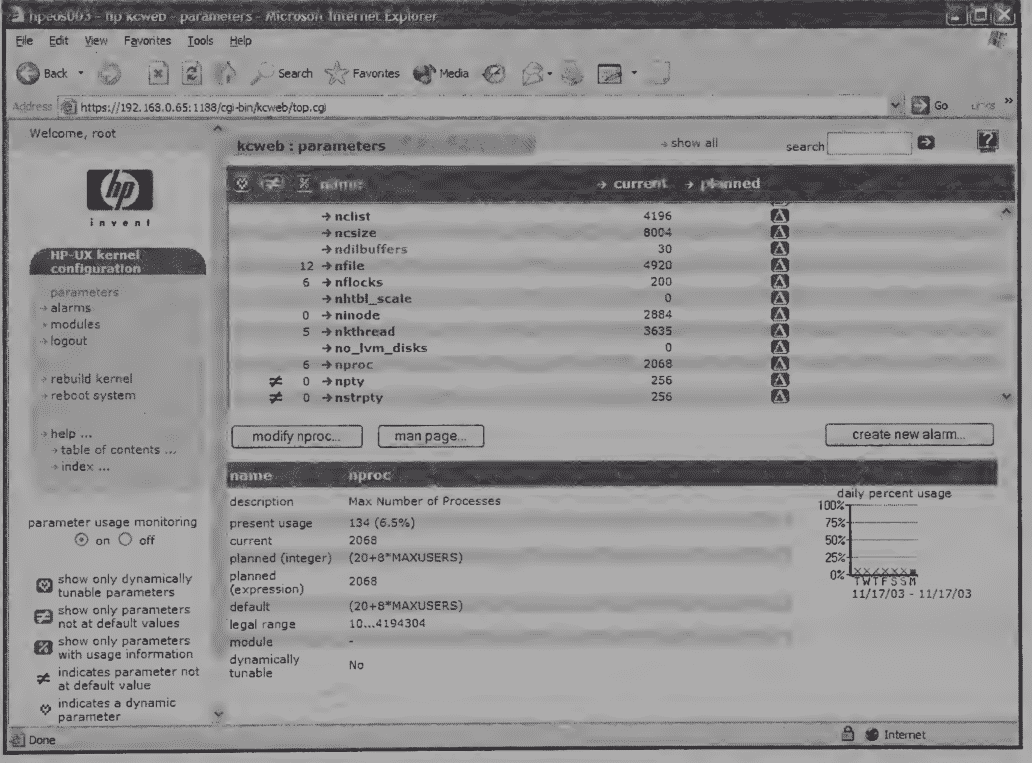 hpeos003 - hp kcweb - parameters - Microsoft Internet Explorer
File Edit View Favorites Tools Help
Back Search Favorites Media
Address https://192.168.0.65:1188/cgi-bin/kcweb/top.cgi Go Links »
Welcome, root
hp
invent
HP-UX kernel
configuration
parameters
alarms
modules
logout
rebuild kernel
reboot system
help ...
table of contents ...
index ...
parameter usage monitoring
on off
show only dynamically
tunable parameters
show only parameters
not at default values
show only parameters
with usage information
≠ indicates parameter not
at default value
indicates a dynamic
parameter
kcweb : parameters → show all search ?
% name → current → planned
→ nclist 4196
→ ncsize 8004
→ ndilbuffers 30
12 → nfile 4920
6 → nflocks 200
→ nhtbl_scale 0
0 → ninode 2884
5 → nkthread 3635
→ no_lvm_disks 0
6 → nproc 2068
≠ 0 → npty 256
≠ 0 → nstrpty 256
modify nproc... man page... create new alarm...
name nproc
description Max Number of Processes
present usage 134 (6.5%)
current 2068
planned (integer) (20+8*MAXUSERS)
planned
(expression) 2068
default (20+8*MAXUSERS)
legal range 10...4194304
module -
dynamically
tunable No
daily percent usage
100%
75%
50%
25%
0%
T W T F S S M
11/17/03 - 11/17/03
Done Internet